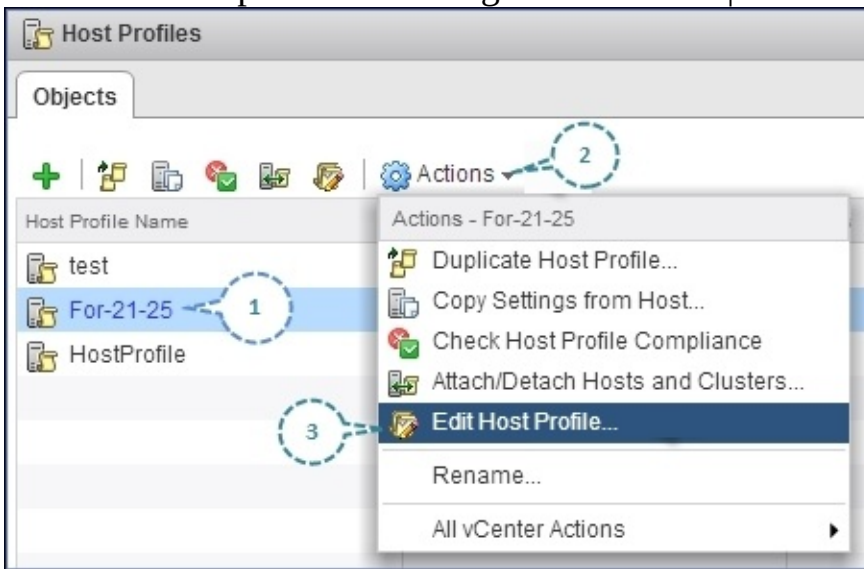 Host Profiles
Objects
2
Actions
Host Profile Name
Actions - For-21-25
test
Duplicate Host Profile...
For-21-25
1
Copy Settings from Host...
HostProfile
Check Host Profile Compliance
Attach/Detach Hosts and Clusters...
3
Edit Host Profile...
Rename...
All vCenter Actions